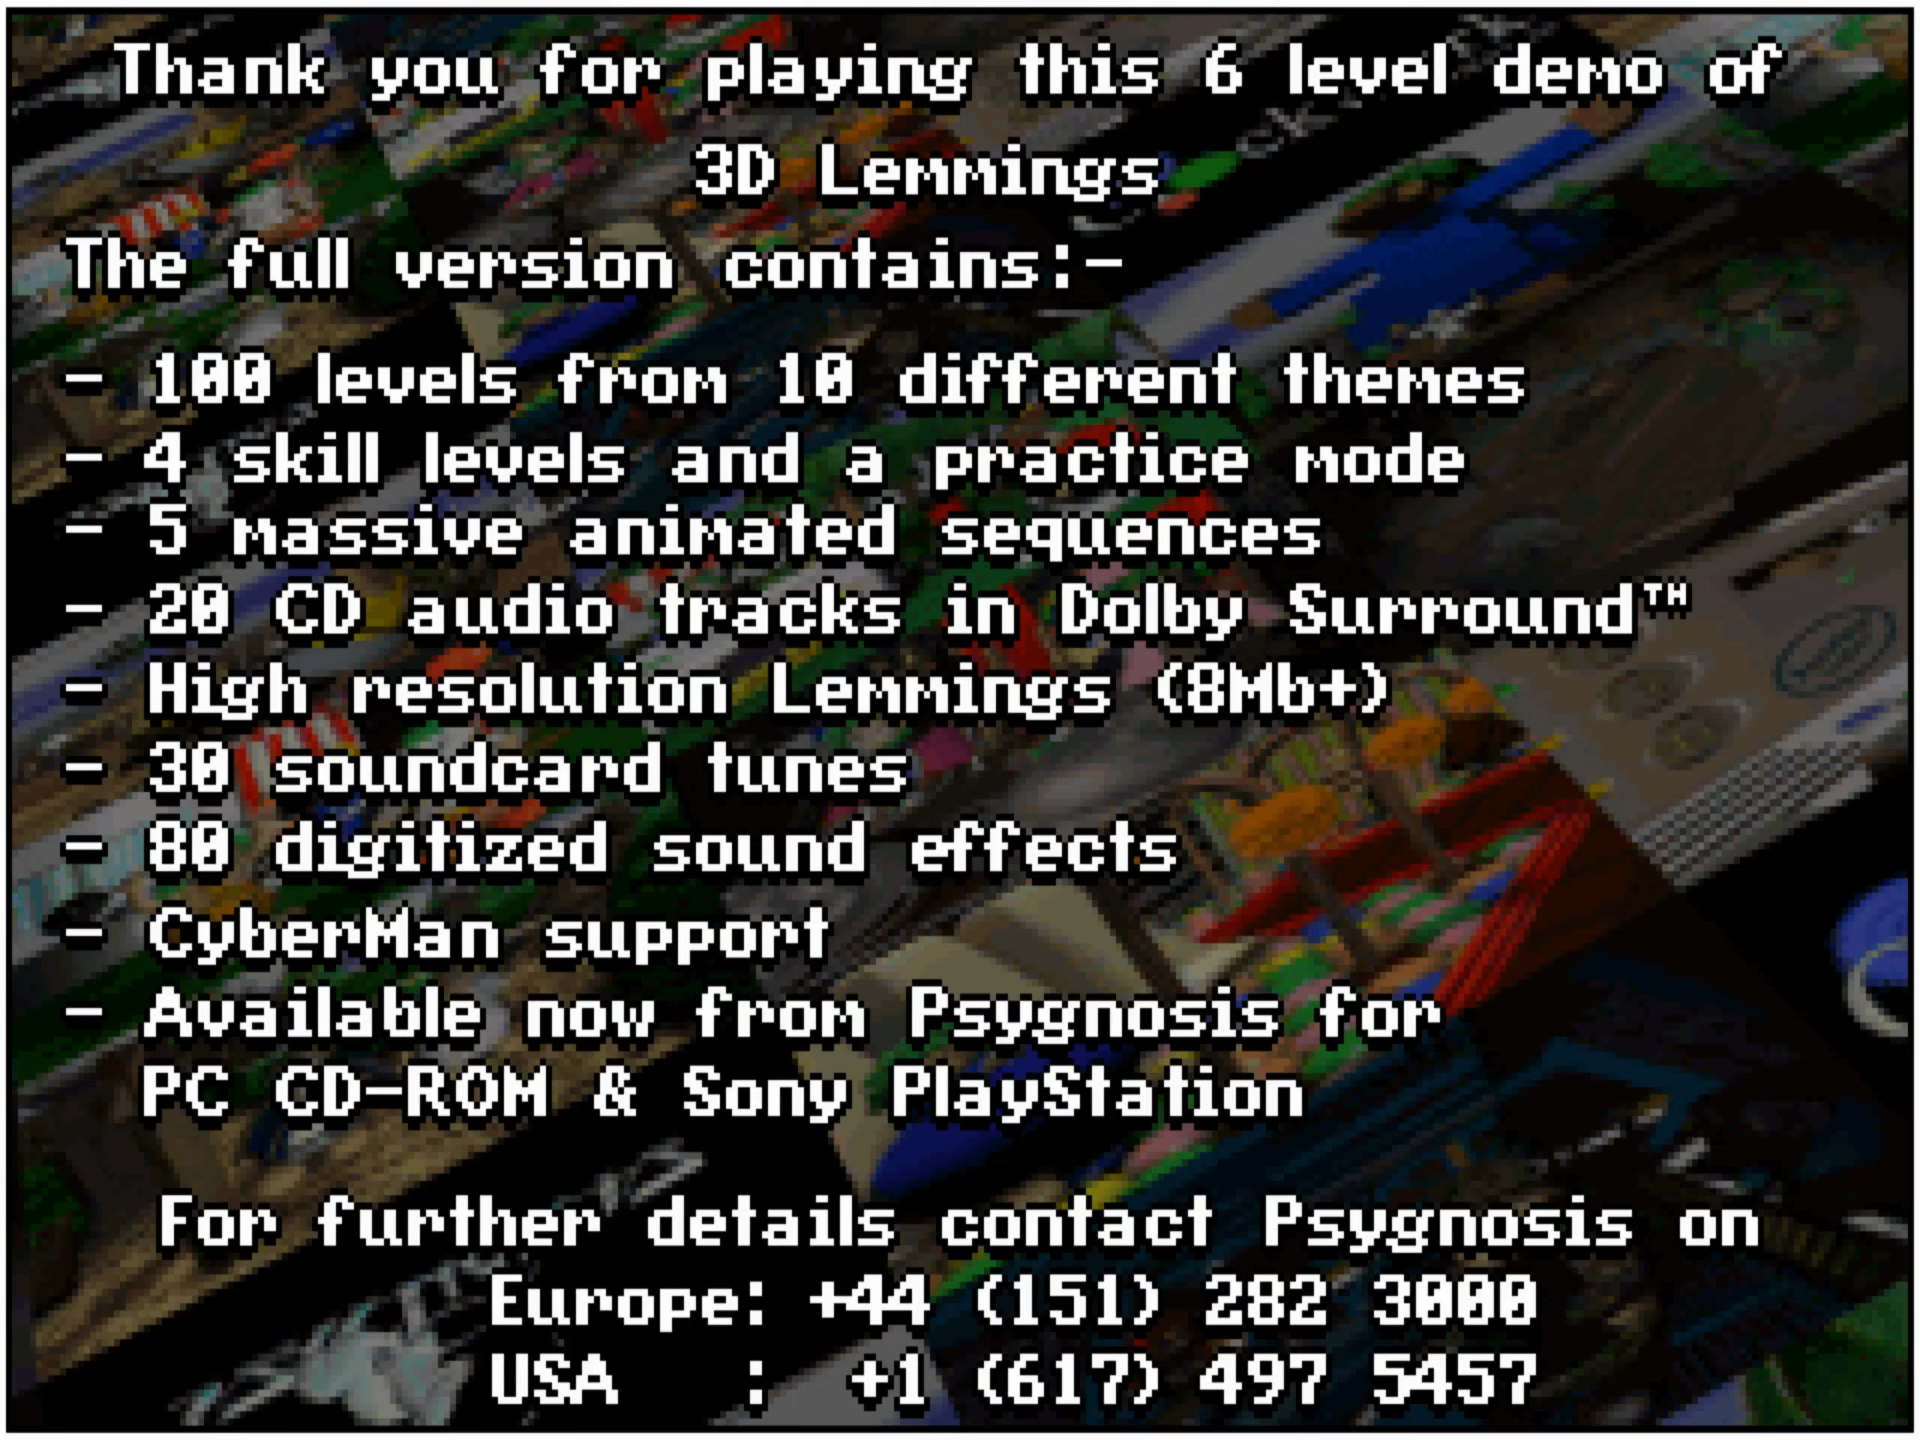 Thank you for playing this 6 level demo of
3D Lemmings
The full version contains:-
- 100 levels from 10 different themes
- 4 skill levels and a practice mode
- 5 massive animated sequences
- 20 CD audio tracks in Dolby Surround™
- High resolution Lemmings (8Mb+)
- 30 soundcard tunes
- 80 digitized sound effects
- CyberMan support
- Available now from Psygnosis for
PC CD-ROM & Sony PlayStation
For further details contact Psygnosis on
Europe: +44 (151) 282 3000
USA   :  +1 (617) 497 5457